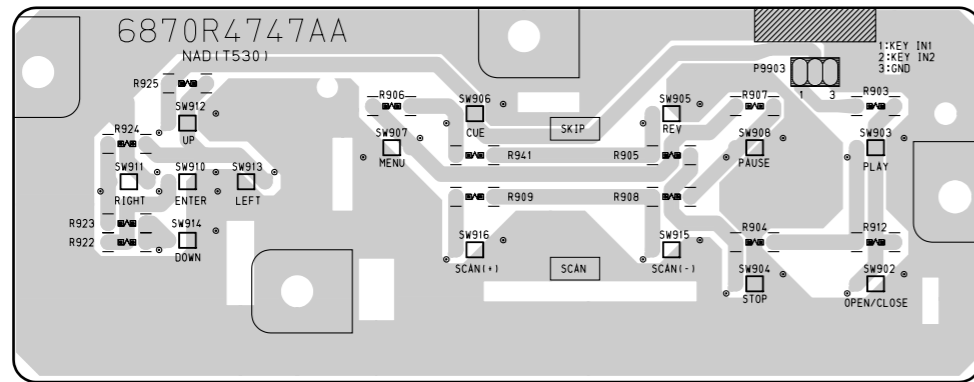 6870R4747AA
NAD(T530)
1:KEY IN1
2:KEY IN2
3:GND
P9903
1 3
R925
SW912
UP
R924
SW911
RIGHT
SW910
ENTER
SW913
LEFT
R923
R922
SW914
DOWN
R906
SW907
MENU
SW906
CUE
SKIP
R941
R905
SW905
REV
R907
SW908
PAUSE
R903
SW903
PLAY
R909
R908
SW916
SCAN(+)
SCAN
SW915
SCAN(-)
R904
SW904
STOP
R912
SW902
OPEN/CLOSE